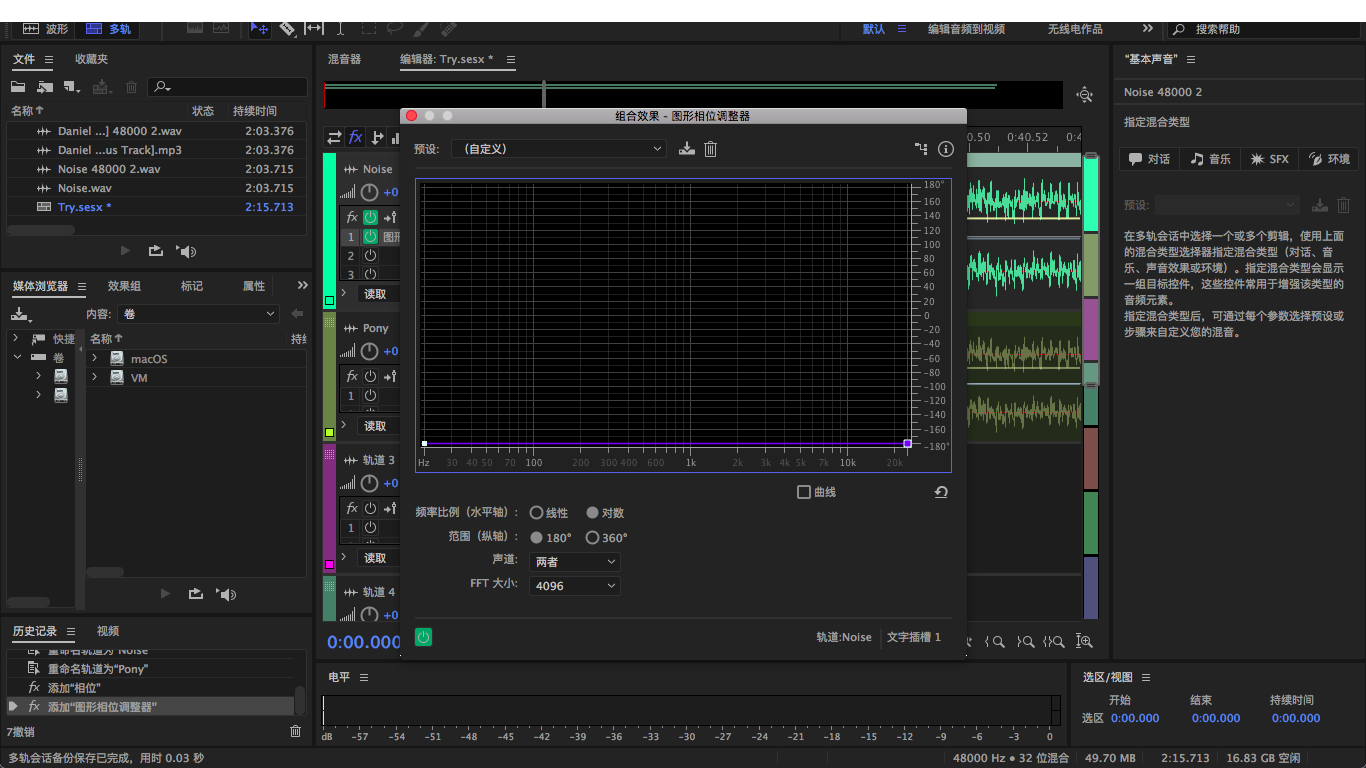 波形
多轨
默认
编辑音频到视频
无线电作品
搜索帮助
文件
收藏夹
名称
状态
持续时间
Daniel ...] 48000 2.wav
2:03.376
Daniel ...us Track].mp3
2:03.376
Noise 48000 2.wav
2:03.715
Noise.wav
2:03.715
Try.sesx *
2:15.713
媒体浏览器
效果组
标记
属性
内容:
卷
快捷
名称
卷
macOS
VM
历史记录
视频
重命名轨道为“Noise”
重命名轨道为“Pony”
fx 添加“相位”
fx 添加“图形相位调整器”
7撤销
多轨会话备份保存已完成，用时 0.03 秒
混音器
编辑器: Try.sesx *
fx
Noise
+0
fx
1
2
3
读取
Pony
+0
fx
1
读取
轨道 3
+0
fx
1
读取
轨道 4
+0
0:00.000
组合效果 - 图形相位调整器
预设:
(自定义)
180°
160
140
120
100
80
60
40
20
0
-20
-40
-60
-80
-100
-120
-140
-160
-180°
Hz 30 40 50 70 100 200 300 400 600 1k 2k 3k 4k 5k 7k 10k 20k
曲线
频率比例（水平轴）:
线性
对数
范围（纵轴）:
180°
360°
声道:
两者
FFT 大小:
4096
轨道:Noise
文字插槽 1
0:40.52
电平
dB -57 -54 -51 -48 -45 -42 -39 -36 -33 -30 -27 -24 -21 -18 -15 -12 -9 -6 -3 0
“基本声音”
Noise 48000 2
指定混合类型
对话
音乐
SFX
环境
预设:
在多轨会话中选择一个或多个剪辑，使用上面
的混合类型选择器指定混合类型（对话、音
乐、声音效果或环境）。指定混合类型会显示
一组目标控件，这些控件常用于增强该类型的
音频元素。
指定混合类型后，可通过每个参数选择预设或
步骤来自定义您的混音。
选区/视图
开始
结束
持续时间
选区
0:00.000
0:00.000
0:00.000
48000 Hz • 32 位混合
49.70 MB
2:15.713
16.83 GB 空闲